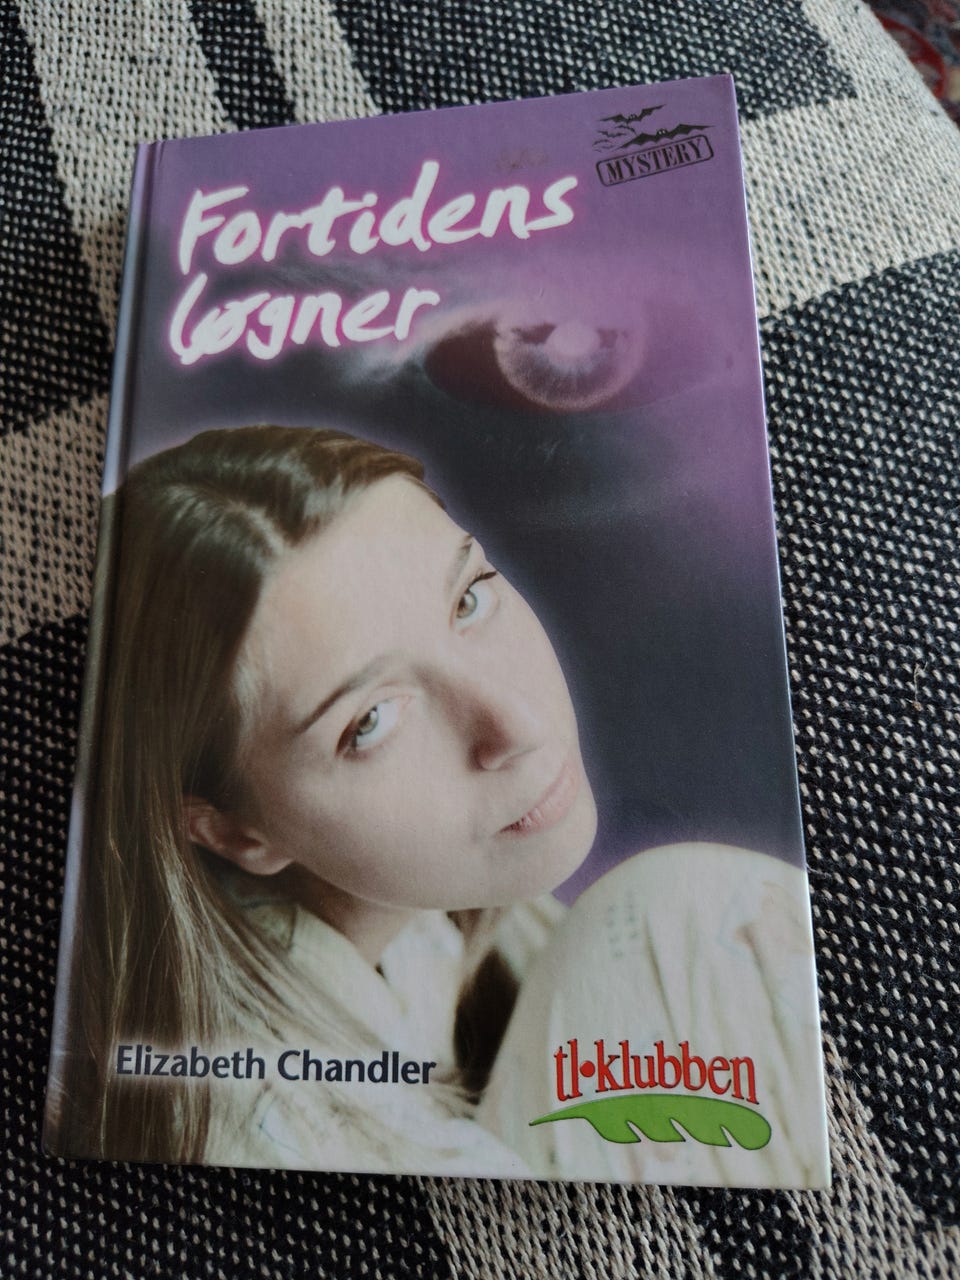 MYSTERY
Fortidens
løgner
Elizabeth Chandler
tl•klubben